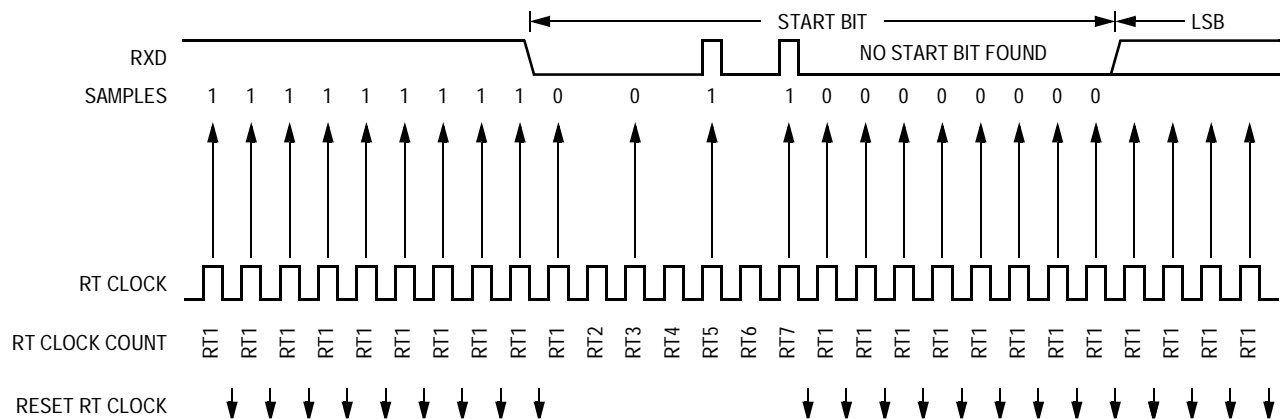 START BIT LSB
RXD NO START BIT FOUND
SAMPLES 1 1 1 1 1 1 1 1 1 0 0 1 1 0 0 0 0 0 0 0 0
RT CLOCK
RT CLOCK COUNT RT1 RT1 RT1 RT1 RT1 RT1 RT1 RT1 RT1 RT1 RT2 RT3 RT4 RT5 RT6 RT7 RT1 RT1 RT1 RT1 RT1 RT1 RT1 RT1 RT1 RT1 RT1 RT1
RESET RT CLOCK